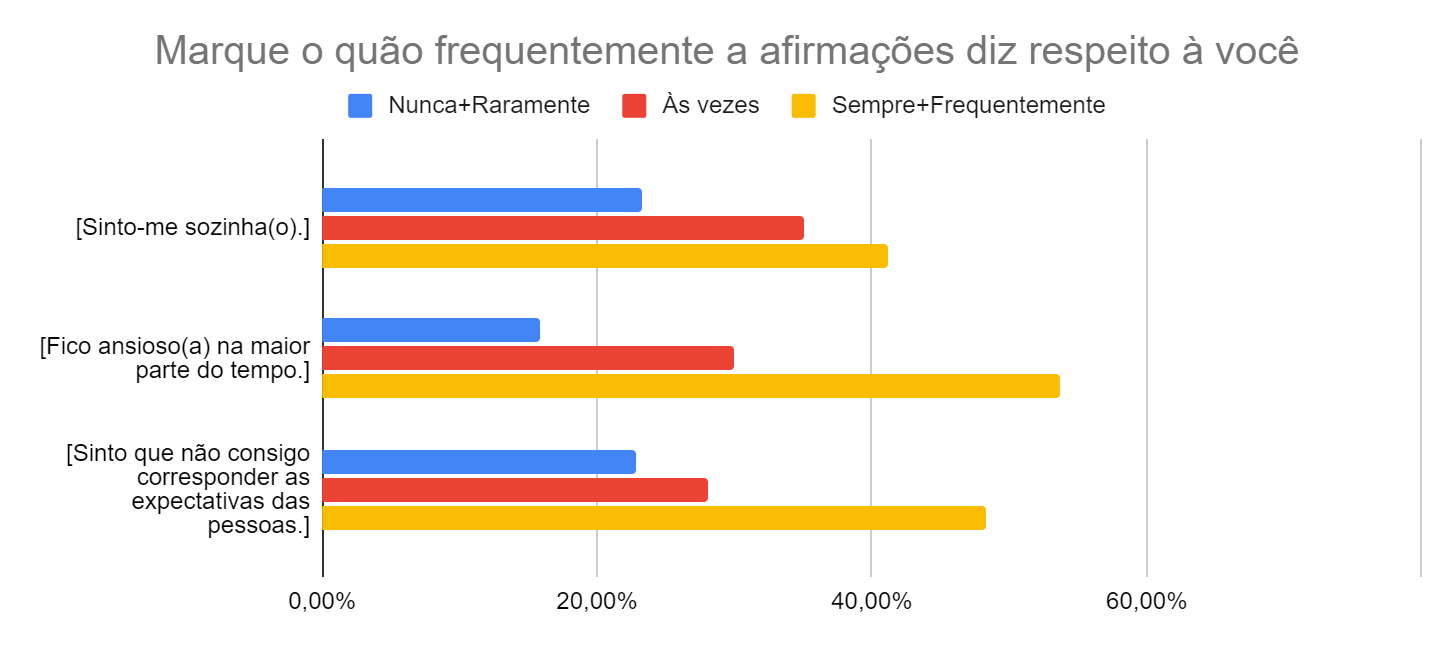 Marque o quão frequentemente a afirmações diz respeito à você
Nunca+Raramente
Às vezes
Sempre+Frequentemente
[Sinto-me sozinha(o).]
[Fico ansioso(a) na maior
parte do tempo.]
[Sinto que não consigo
corresponder as
expectativas das
pessoas.]
0,00%
20,00%
40,00%
60,00%